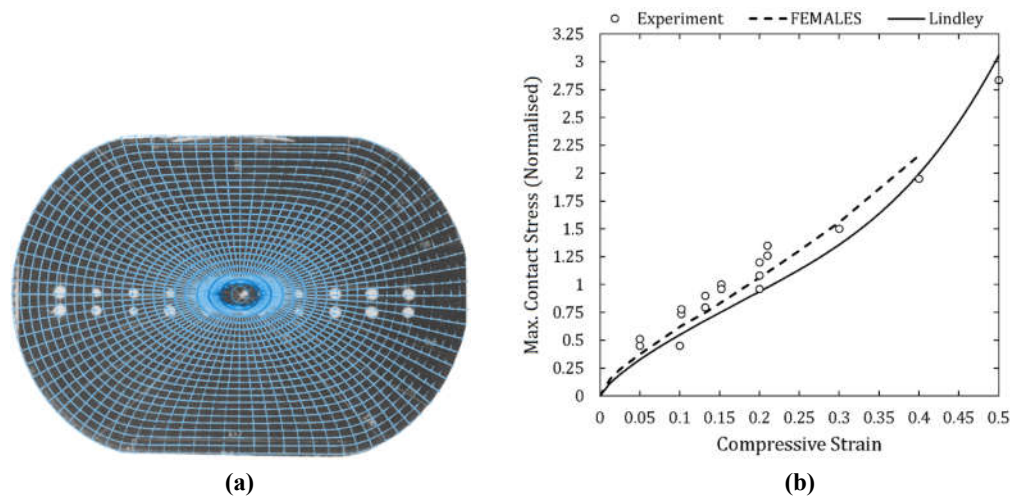 Experiment FEMALES Lindley
3.25
3
2.75
2.5
2.25
2
1.75
1.5
1.25
1
0.75
0.5
0.25
0
Max. Contact Stress (Normalised)
0 0.05 0.1 0.15 0.2 0.25 0.3 0.35 0.4 0.45 0.5
Compressive Strain
(a) (b)